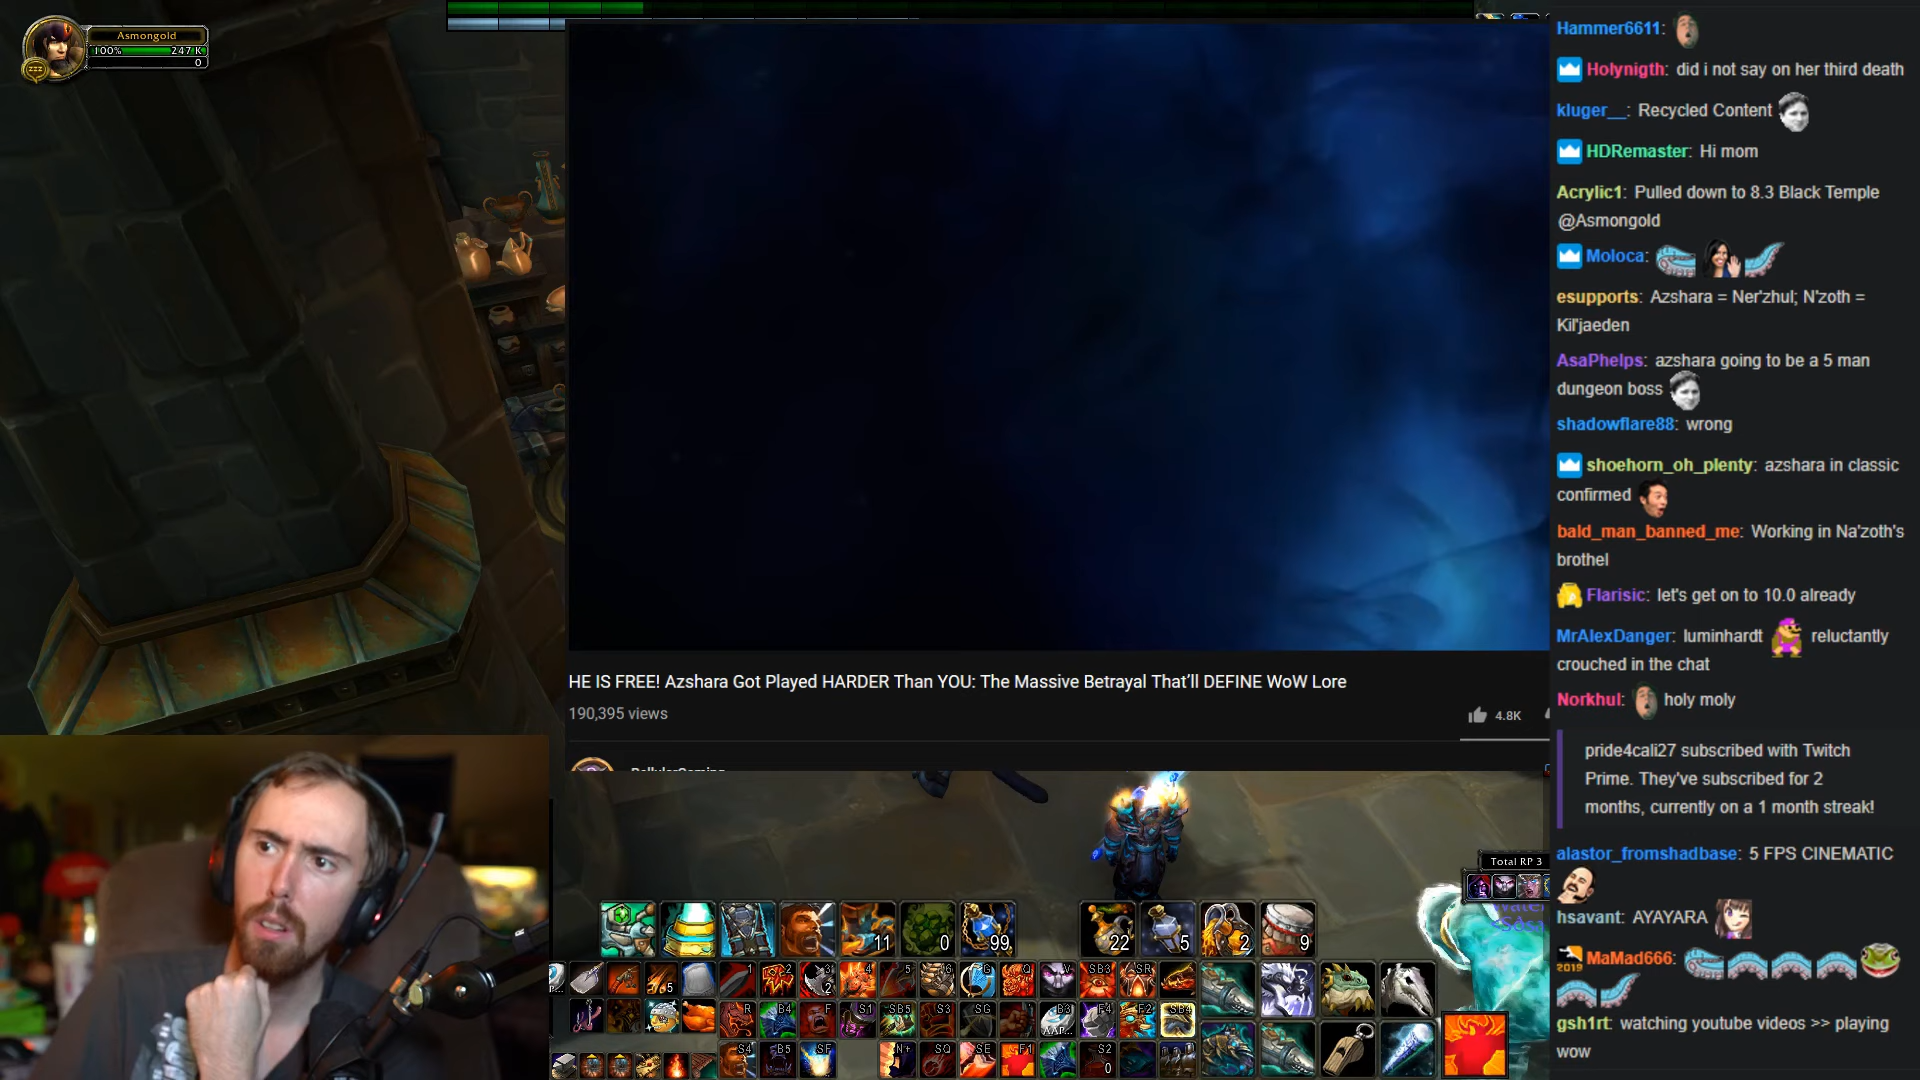 Asmongold
100% 247 K
0
HE IS FREE! Azshara Got Played HARDER Than YOU: The Massive Betrayal That'll DEFINE WoW Lore
190,395 views
4.8K
Total RP 3
11
0
99
22
5
2
9
Hammer6611:
Holynigth: did i not say on her third death
kluger__: Recycled Content
HDRemaster: Hi mom
Acrylic1: Pulled down to 8.3 Black Temple
@Asmongold
Moloca:
esupports: Azshara = Ner'zhul; N'zoth =
Kil'jaeden
AsaPhelps: azshara going to be a 5 man
dungeon boss
shadowflare88: wrong
shoehorn_oh_plenty: azshara in classic
confirmed
bald_man_banned_me: Working in Na'zoth's
brothel
Flarisic: let's get on to 10.0 already
MrAlexDanger: luminhardt reluctantly
crouched in the chat
Norkhul: holy moly
pride4cali27 subscribed with Twitch
Prime. They've subscribed for 2
months, currently on a 1 month streak!
alastor_fromshadbase: 5 FPS CINEMATIC
hsavant: AYAYARA
2019 MaMad666:
gsh1rt: watching youtube videos >> playing
wow